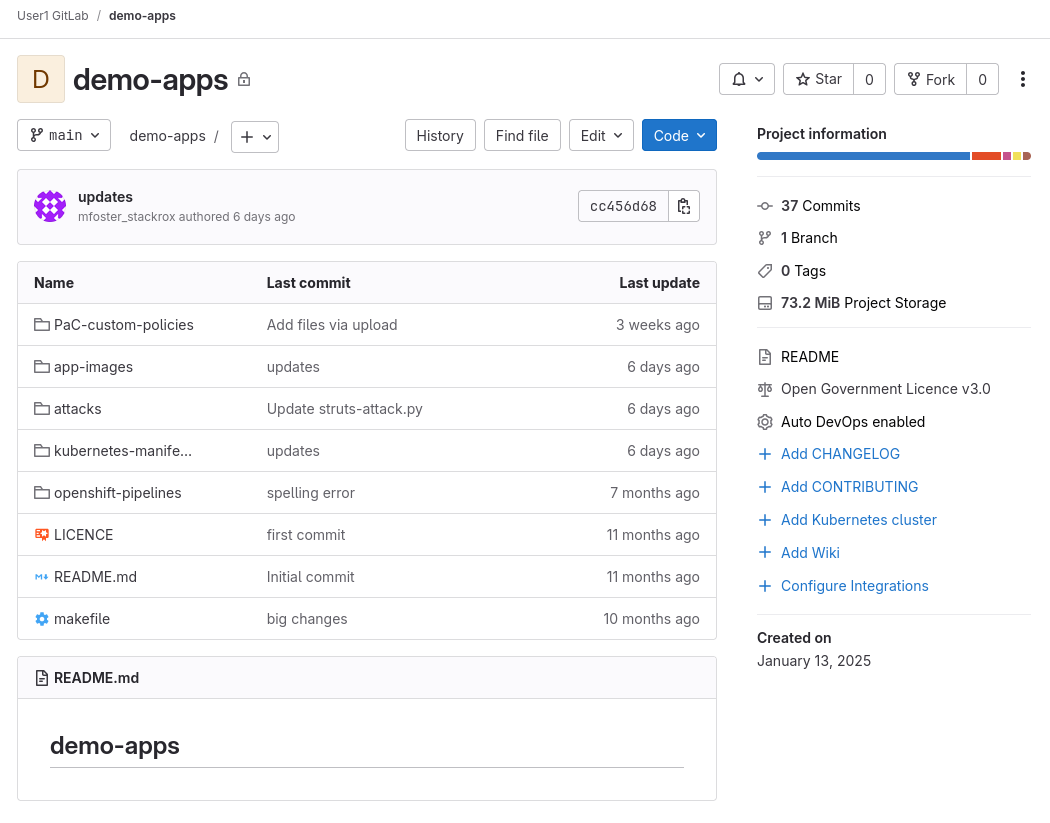 User1 GitLab / demo-apps
D demo-apps
Star 0 Fork 0
main demo-apps / + History Find file Edit Code
updates
mfoster_stackrox authored 6 days ago
cc456d68
Name Last commit Last update
PaC-custom-policies Add files via upload 3 weeks ago
app-images updates 6 days ago
attacks Update struts-attack.py 6 days ago
kubernetes-manife... updates 6 days ago
openshift-pipelines spelling error 7 months ago
LICENCE first commit 11 months ago
README.md Initial commit 11 months ago
makefile big changes 10 months ago
README.md
demo-apps
Project information
37 Commits
1 Branch
0 Tags
73.2 MiB Project Storage
README
Open Government Licence v3.0
Auto DevOps enabled
+ Add CHANGELOG
+ Add CONTRIBUTING
+ Add Kubernetes cluster
+ Add Wiki
+ Configure Integrations
Created on
January 13, 2025